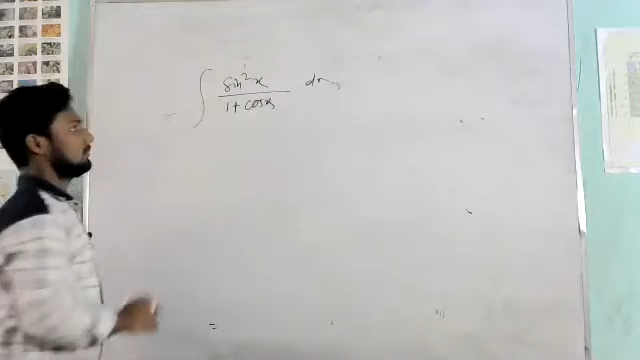 = ∫ sin²x / 1 + cosx dx